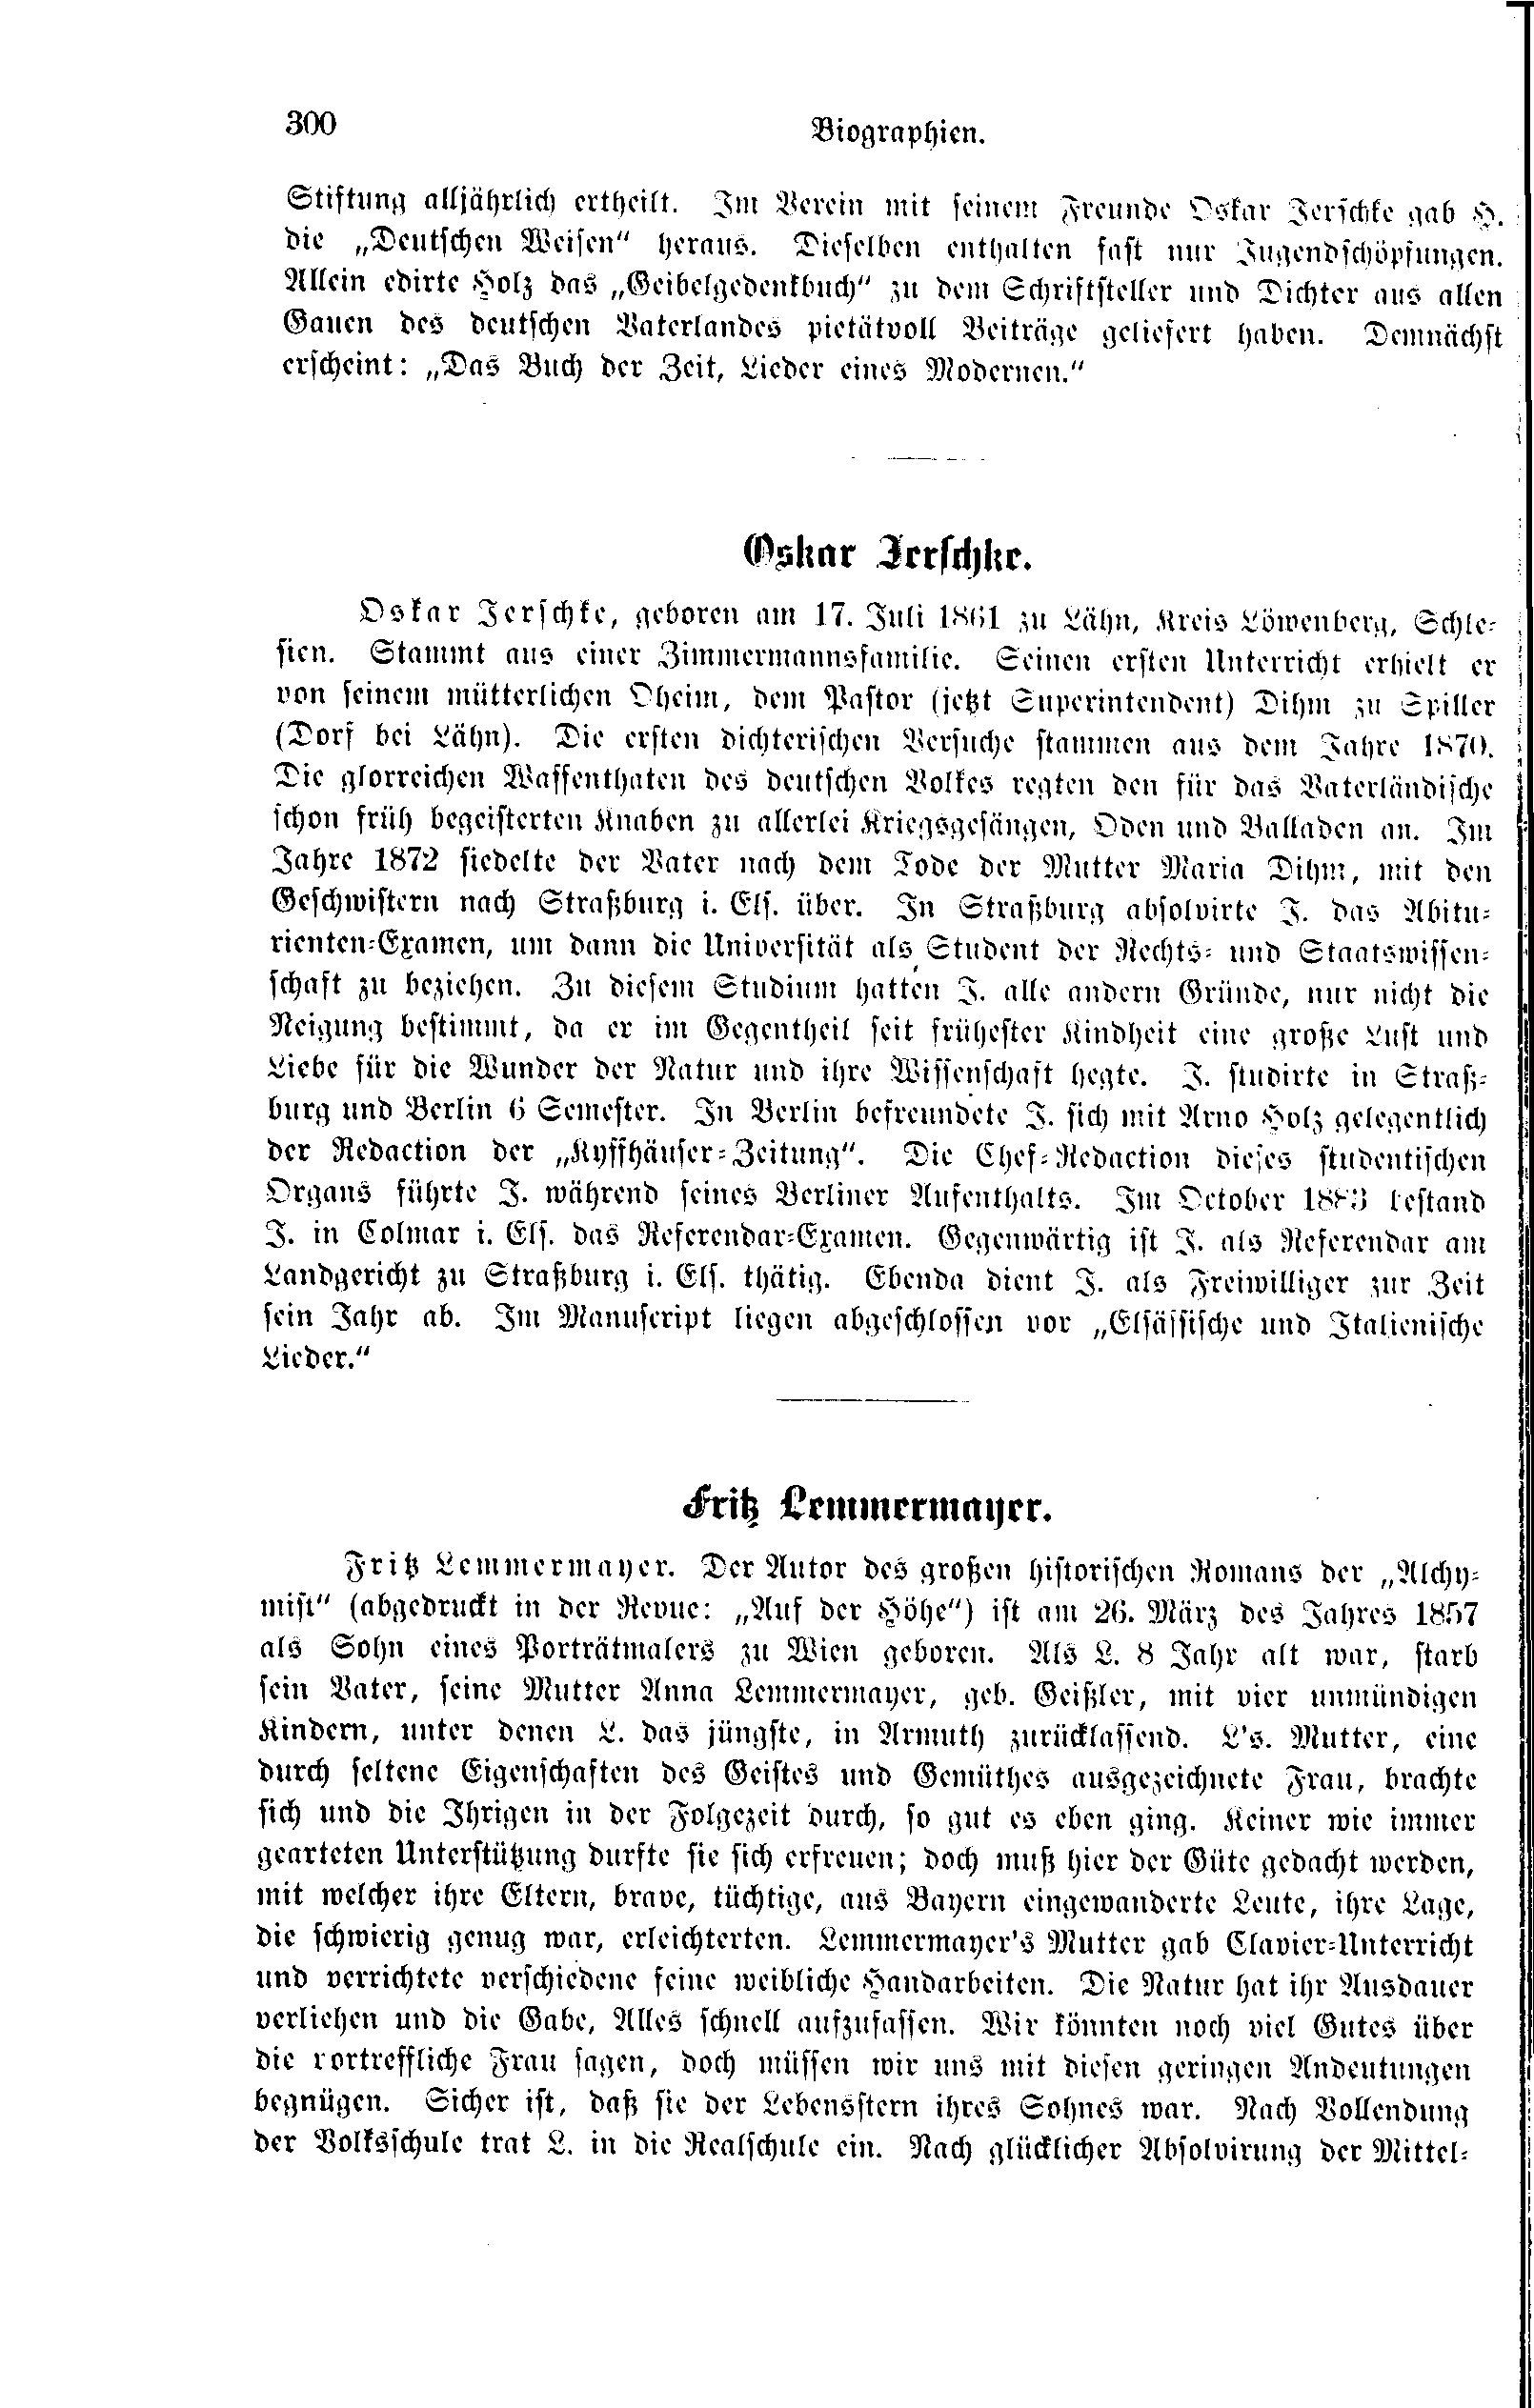 300
Biographien.
Stiftung alljährlich ertheilt. Im Verein mit seinem Freunde Oskar Jerschke gab H.
die „Deutschen Weisen“ heraus. Dieselben enthalten fast nur Jugendschöpfungen.
Allein edirte Holz das „Geibelgedenkbuch“ zu dem Schriftsteller und Dichter aus allen
Gauen des deutschen Vaterlandes pietätvoll Beiträge geliefert haben. Demnächst
erscheint: „Das Buch der Zeit, Lieder eines Modernen.“
Oskar Jerschke.
Oskar Jerschke, geboren am 17. Juli 1861 zu Lähn, Kreis Löwenberg, Schle-
sien. Stammt aus einer Zimmermannsfamilie. Seinen ersten Unterricht erhielt er
von seinem mütterlichen Oheim, dem Pastor (jetzt Superintendent) Dihm zu Spiller
(Dorf bei Lähn). Die ersten dichterischen Versuche stammen aus dem Jahre 1870.
Die glorreichen Waffenthaten des deutschen Volkes regten den für das Vaterländische
schon früh begeisterten Knaben zu allerlei Kriegsgesängen, Oden und Balladen an. Im
Jahre 1872 siedelte der Vater nach dem Tode der Mutter Maria Dihm, mit den
Geschwistern nach Straßburg i. Els. über. In Straßburg absolvirte J. das Abitu-
rienten-Examen, um dann die Universität als Student der Rechts- und Staatswissen-
schaft zu beziehen. Zu diesem Studium hatten J. alle andern Gründe, nur nicht die
Neigung bestimmt, da er im Gegentheil seit frühester Kindheit eine große Lust und
Liebe für die Wunder der Natur und ihre Wissenschaft hegte. J. studirte in Straß-
burg und Berlin 6 Semester. In Berlin befreundete J. sich mit Arno Holz gelegentlich
der Redaction der „Kyffhäuser-Zeitung“. Die Chef-Redaction dieses studentischen
Organs führte J. während seines Berliner Aufenthalts. Im October 1883 bestand
J. in Colmar i. Els. das Referendar-Examen. Gegenwärtig ist J. als Referendar am
Landgericht zu Straßburg i. Els. thätig. Ebenda dient J. als Freiwilliger zur Zeit
sein Jahr ab. Im Manuscript liegen abgeschlossen vor „Elsässische und Italienische
Lieder.“
Fritz Lemmermayer.
Fritz Lemmermayer. Der Autor des großen historischen Romans der „Alchy-
mist“ (abgedruckt in der Revue: „Auf der Höhe“) ist am 26. März des Jahres 1857
als Sohn eines Porträtmalers zu Wien geboren. Als L. 8 Jahr alt war, starb
sein Vater, seine Mutter Anna Lemmermayer, geb. Geißler, mit vier unmündigen
Kindern, unter denen L. das jüngste, in Armuth zurücklassend. L's. Mutter, eine
durch seltene Eigenschaften des Geistes und Gemüthes ausgezeichnete Frau, brachte
sich und die Ihrigen in der Folgezeit durch, so gut es eben ging. Keiner wie immer
gearteten Unterstützung durfte sie sich erfreuen; doch muß hier der Güte gedacht werden,
mit welcher ihre Eltern, brave, tüchtige, aus Bayern eingewanderte Leute, ihre Lage,
die schwierig genug war, erleichterten. Lemmermayer's Mutter gab Clavier-Unterricht
und verrichtete verschiedene feine weibliche Handarbeiten. Die Natur hat ihr Ausdauer
verliehen und die Gabe, Alles schnell aufzufassen. Wir könnten noch viel Gutes über
die vortreffliche Frau sagen, doch müssen wir uns mit diesen geringen Andeutungen
begnügen. Sicher ist, daß sie der Lebensstern ihres Sohnes war. Nach Vollendung
der Volksschule trat L. in die Realschule ein. Nach glücklicher Absolvirung der Mittel-